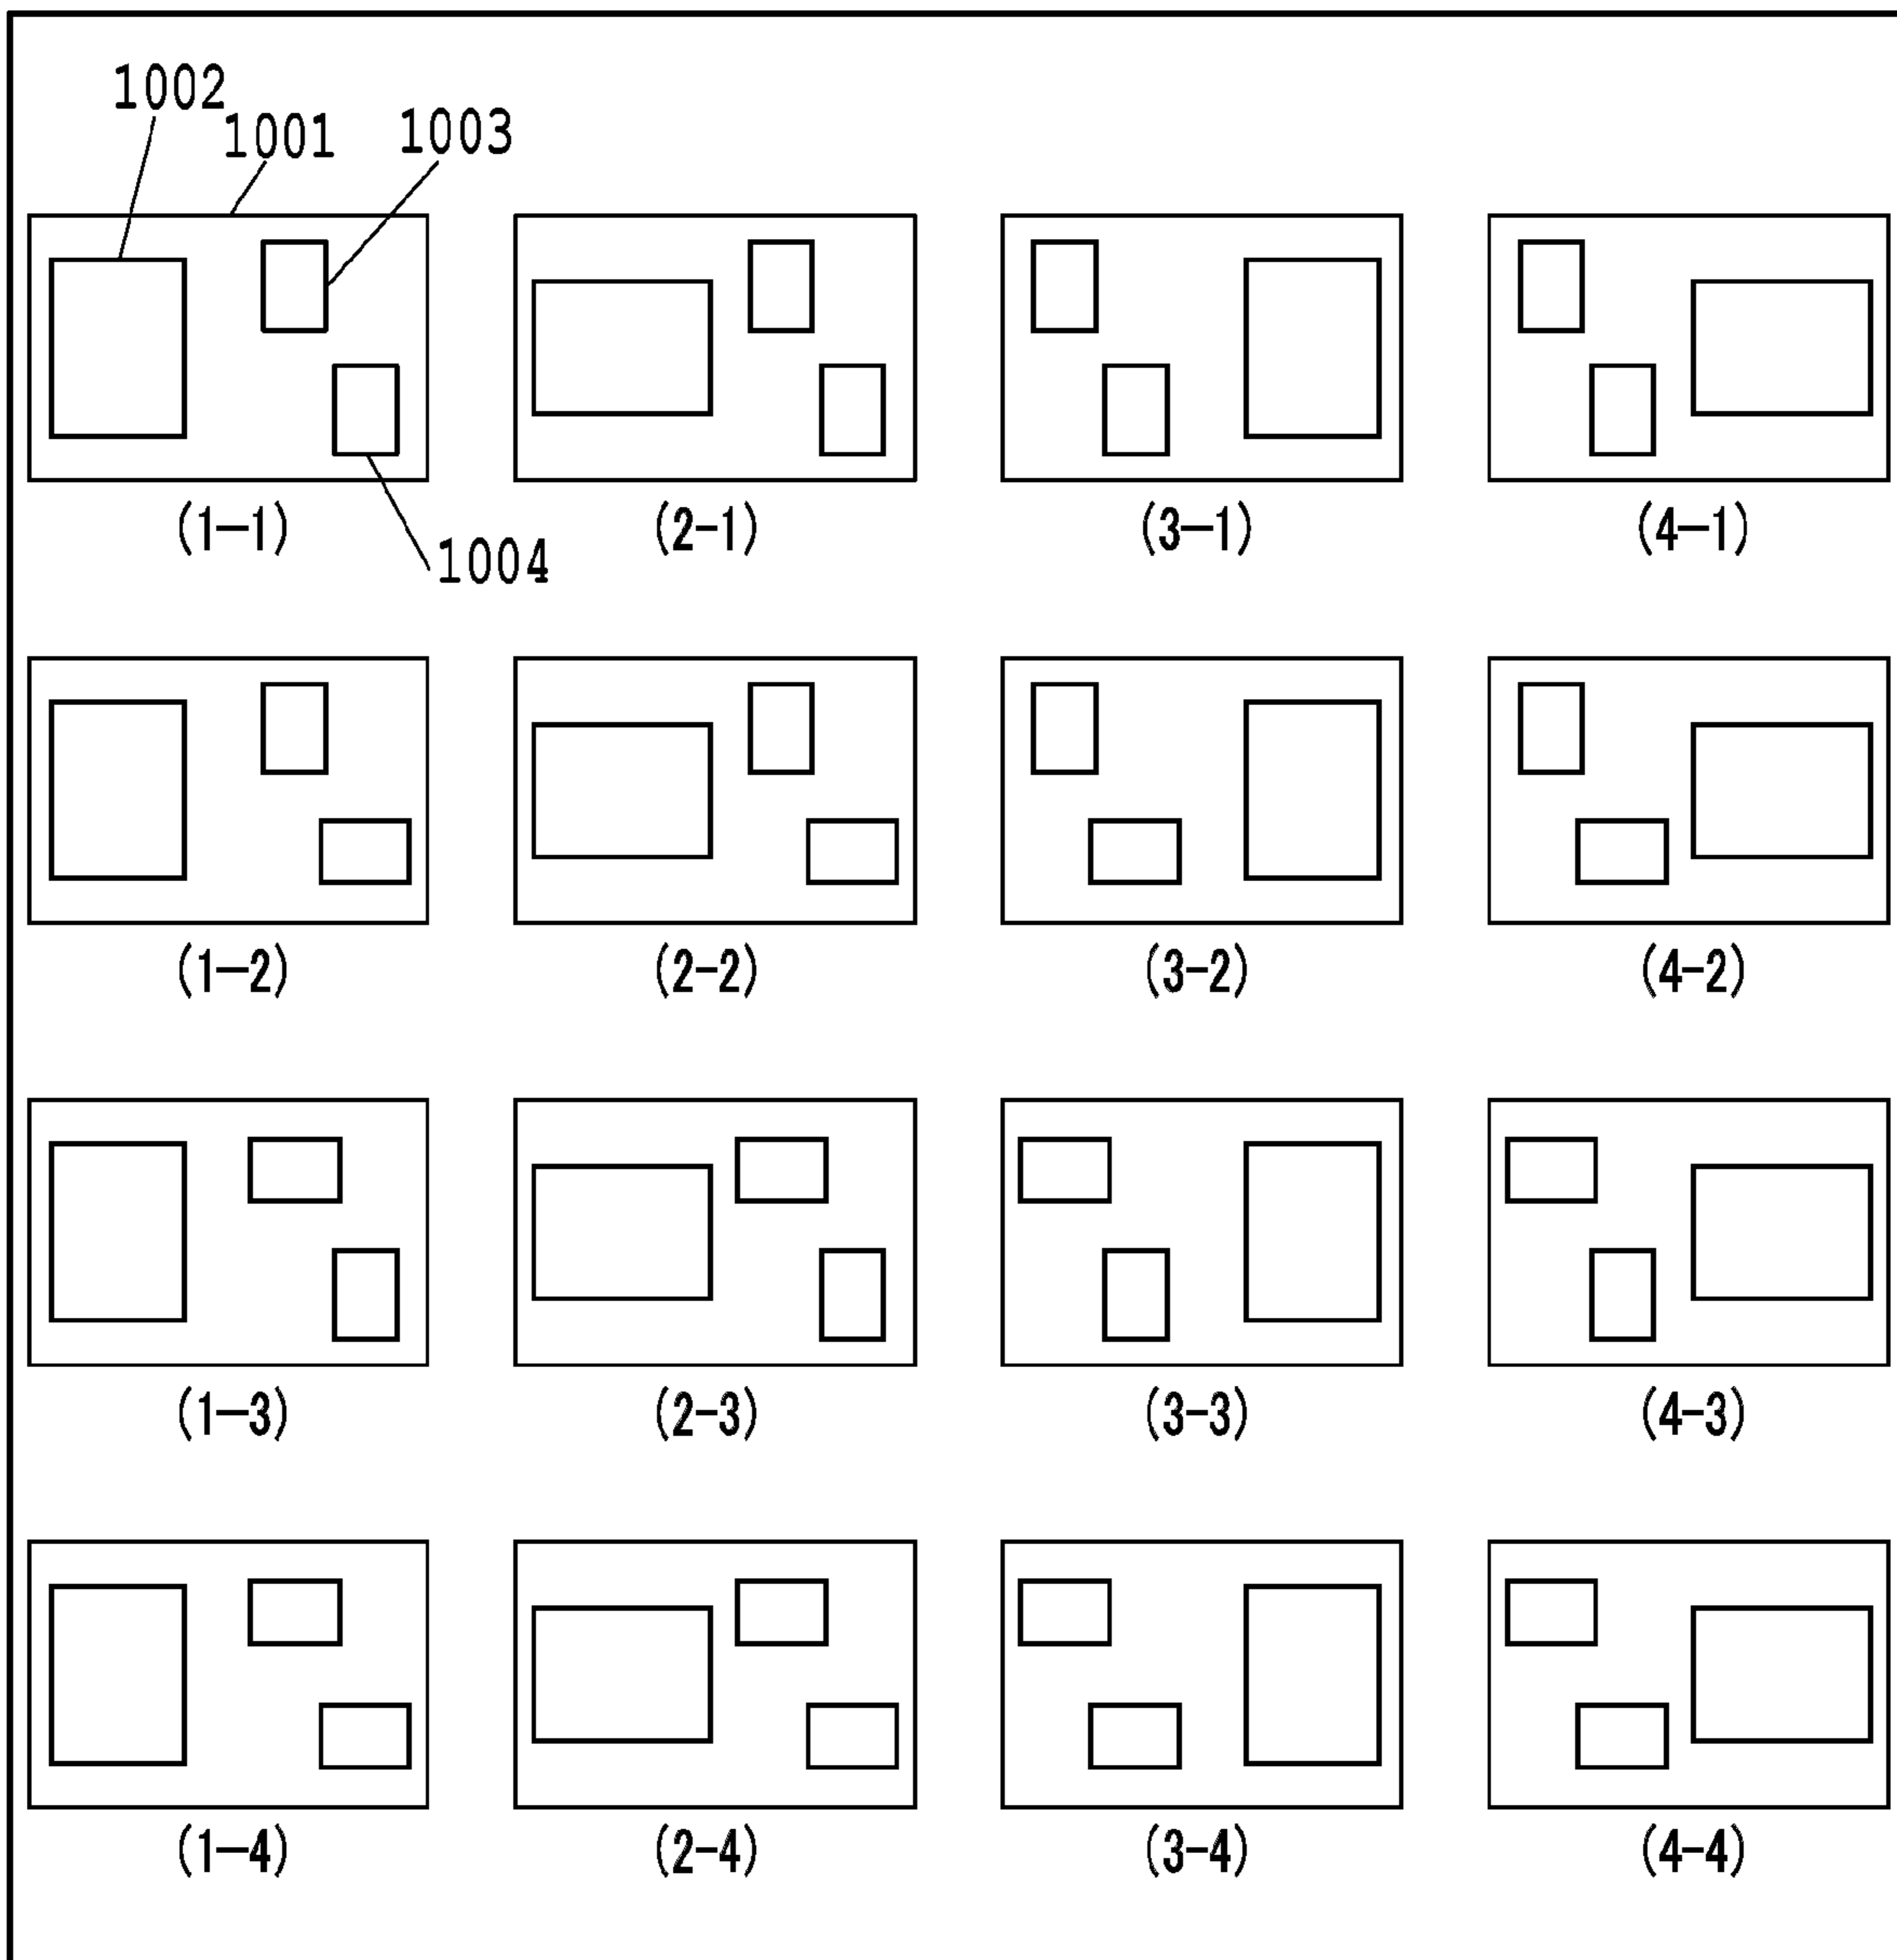 1002
1001
1003
(1-1) (2-1) (3-1) (4-1)
1004
(1-2) (2-2) (3-2) (4-2)
(1-3) (2-3) (3-3) (4-3)
(1-4) (2-4) (3-4) (4-4)